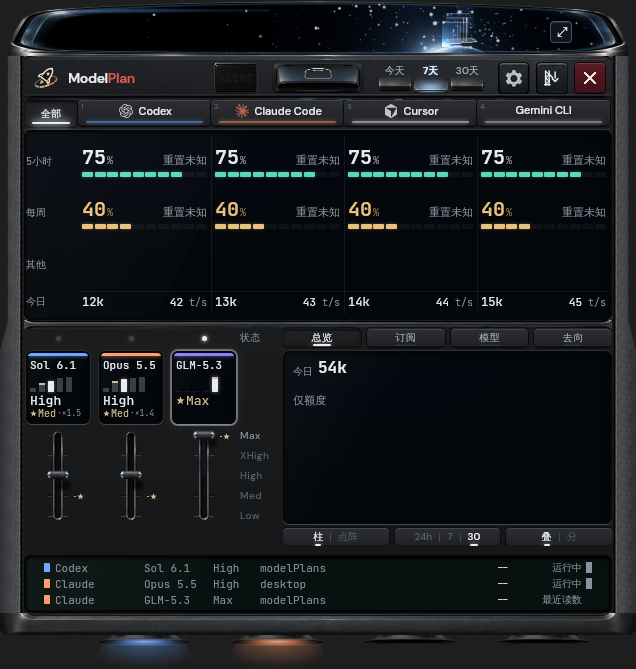 ModelPlan
ALERT
今天 7天 30天
全部
1 Codex
2 Claude Code
3 Cursor
4 Gemini CLI
5小时 75% 重置未知 75% 重置未知 75% 重置未知 75% 重置未知
每周 40% 重置未知 40% 重置未知 40% 重置未知 40% 重置未知
其他
今日 12k 42 t/s 13k 43 t/s 14k 44 t/s 15k 45 t/s
状态
Sol 6.1
High
★Med ·×1.5
Opus 5.5
High
★Med ·×1.4
GLM-5.3
★Max
-★ Max
XHigh
High
-★ -★ Med
Low
总览 订阅 模型 去向
今日 54k
仅额度
柱 | 点阵 24h | 7 | 30 叠 | 分
Codex Sol 6.1 High modelPlans -- 运行中
Claude Opus 5.5 High desktop -- 运行中
Claude GLM-5.3 Max modelPlans -- 最近读数